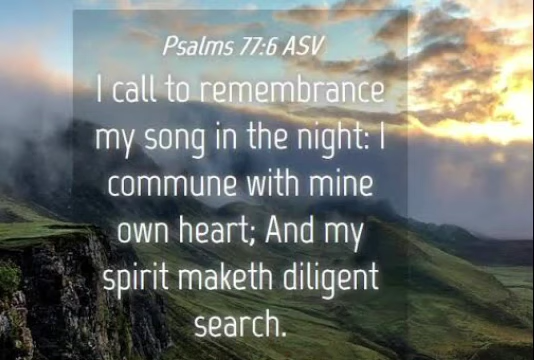 Psalms 77:6 ASV
I call to remembrance
my song in the night: I
commune with mine
own heart; And my
spirit maketh diligent
search.